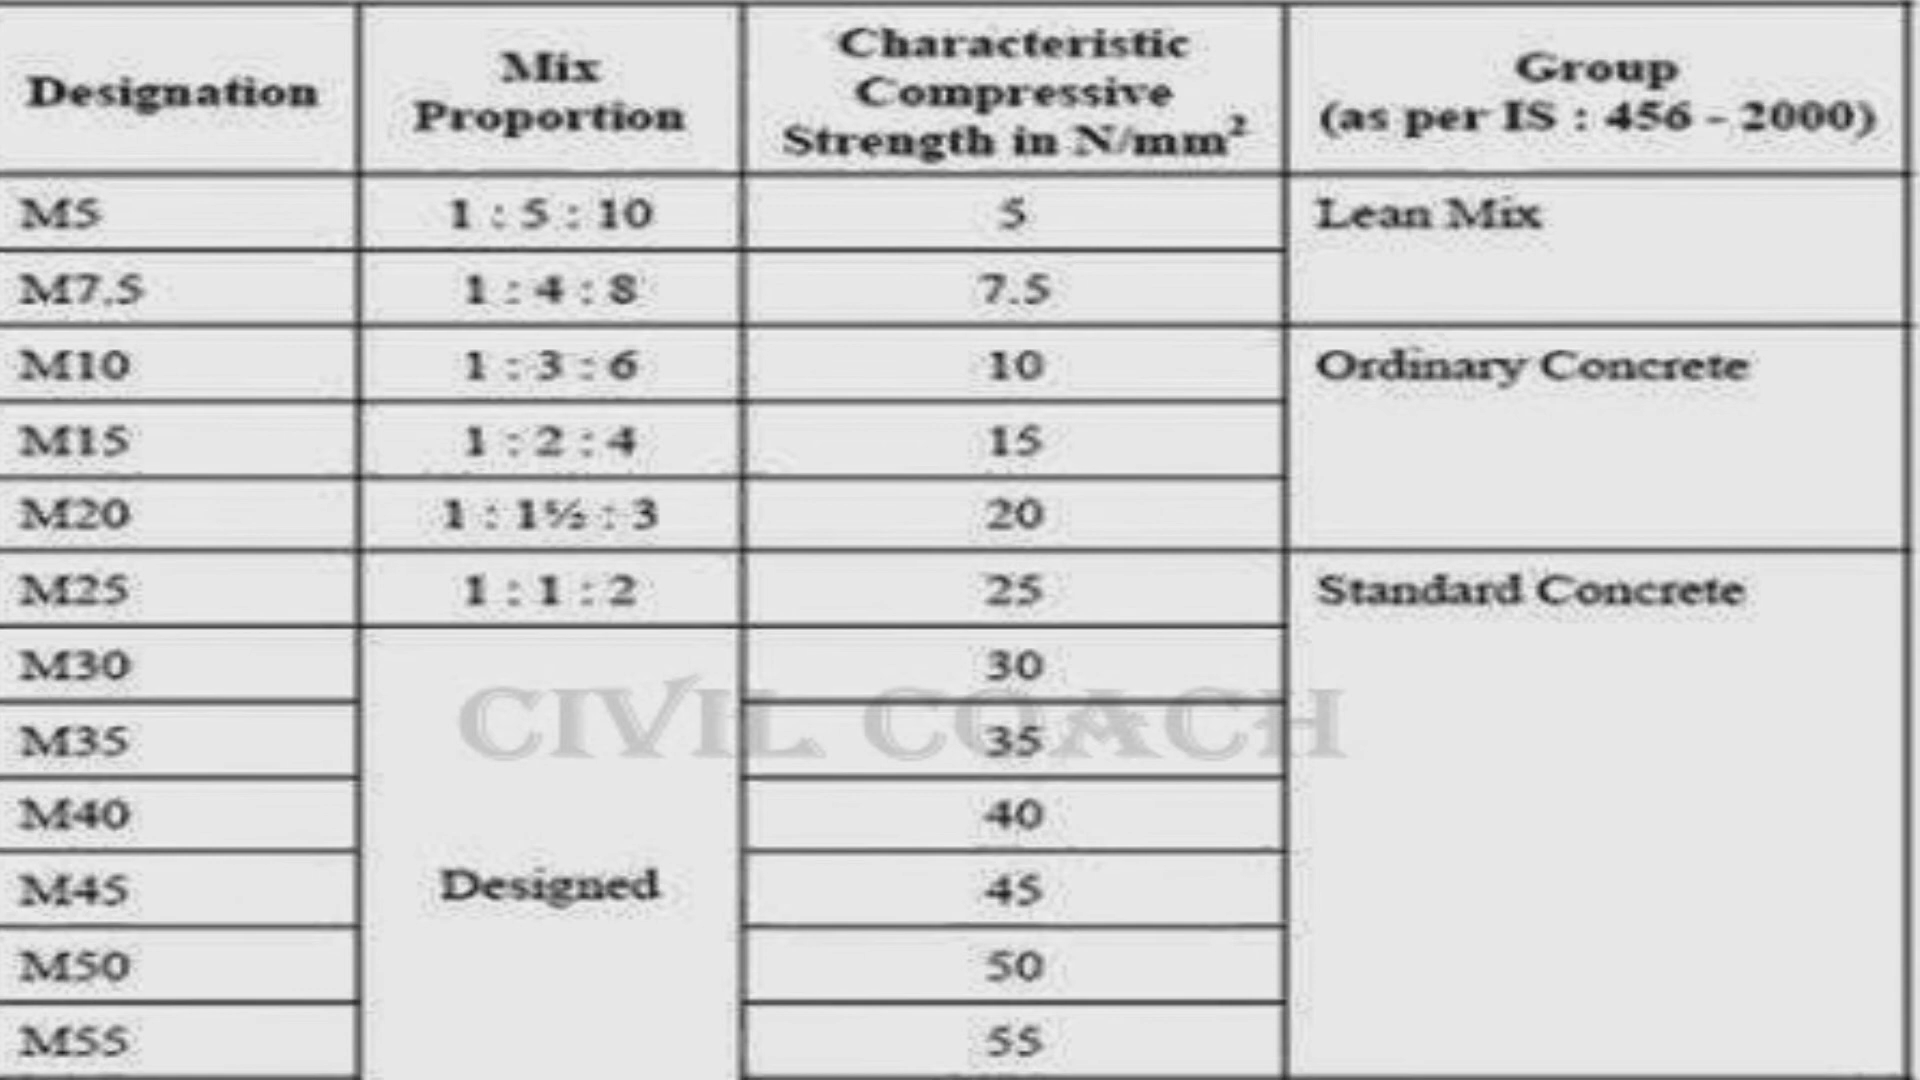 Designation
Mix
Proportion
Characteristic
Compressive
Strength in N/mm²
Group
(as per IS : 456 - 2000)
M5
1 : 5 : 10
5
Lean Mix
M7.5
1 : 4 : 8
7.5
M10
1 : 3 : 6
10
Ordinary Concrete
M15
1 : 2 : 4
15
M20
1 : 1½ : 3
20
M25
1 : 1 : 2
25
Standard Concrete
M30
30
CIVIL COACH
M35
35
M40
40
Designed
M45
45
M50
50
M55
55